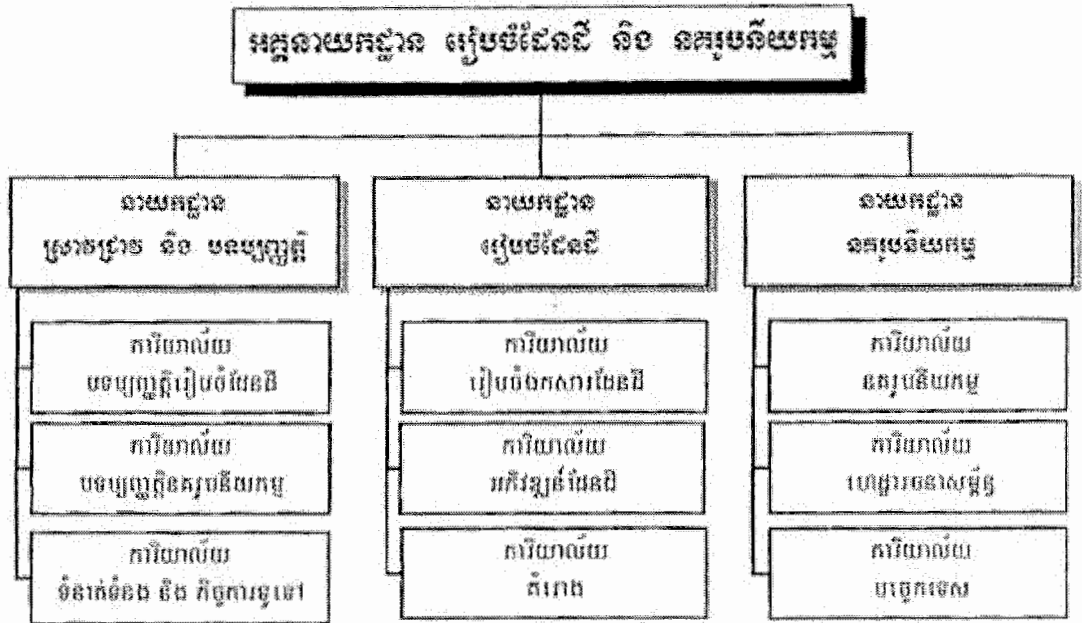 អគ្គនាយកដ្ឋាន រៀបចំដែនដី និង នគរូបនីយកម្ម
នាយកដ្ឋាន
ស្រាវជ្រាវ និង បទប្បញ្ញត្តិ
ការិយាល័យ
បទប្បញ្ញត្តិរៀបចំដែនដី
ការិយាល័យ
បទប្បញ្ញត្តិនគរូបនីយកម្ម
ការិយាល័យ
ទំនាក់ទំនង និង កិច្ចការទូទៅ
នាយកដ្ឋាន
រៀបចំដែនដី
ការិយាល័យ
រៀបចំឯកសារដែនដី
ការិយាល័យ
អភិវឌ្ឍន៍ដែនដី
ការិយាល័យ
គំរោង
នាយកដ្ឋាន
នគរូបនីយកម្ម
ការិយាល័យ
នគរូបនីយកម្ម
ការិយាល័យ
ហេដ្ឋារចនាសម្ព័ន្ធ
ការិយាល័យ
បច្ចេកទេស